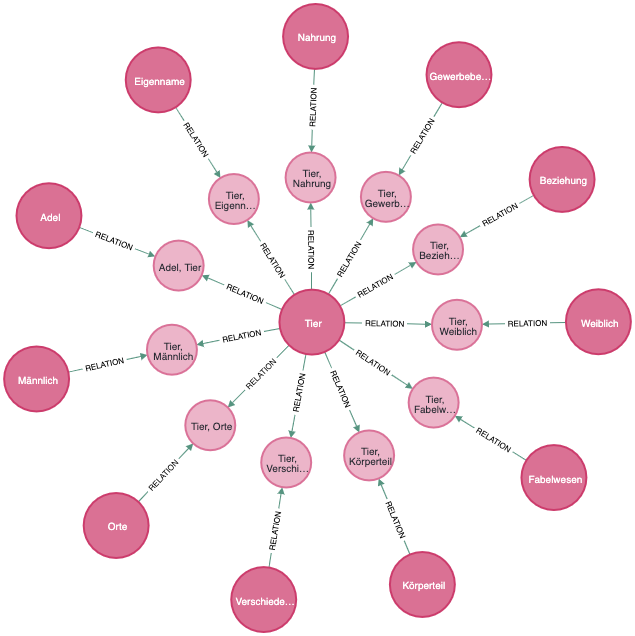 Nahrung
Eigenname
Gewerbebe...
RELATION
RELATION
RELATION
Tier,
Nahrung
Beziehung
Tier,
Eigenn...
Tier,
Gewerb...
RELATION
Adel
RELATION
RELATION
RELATION
RELATION
Tier,
Bezieh...
Adel, Tier
RELATION
RELATION
Tier
RELATION
Tier,
Weiblich
RELATION
Weiblich
RELATION
Tier,
Männlich
RELATION
Männlich
RELATION
RELATION
RELATION
RELATION
Tier,
Fabelw...
Tier, Orte
RELATION
Tier,
Verschi...
Tier,
Körperteil
RELATION
Fabelwesen
Orte
RELATION
RELATION
Körperteil
Verschiede...